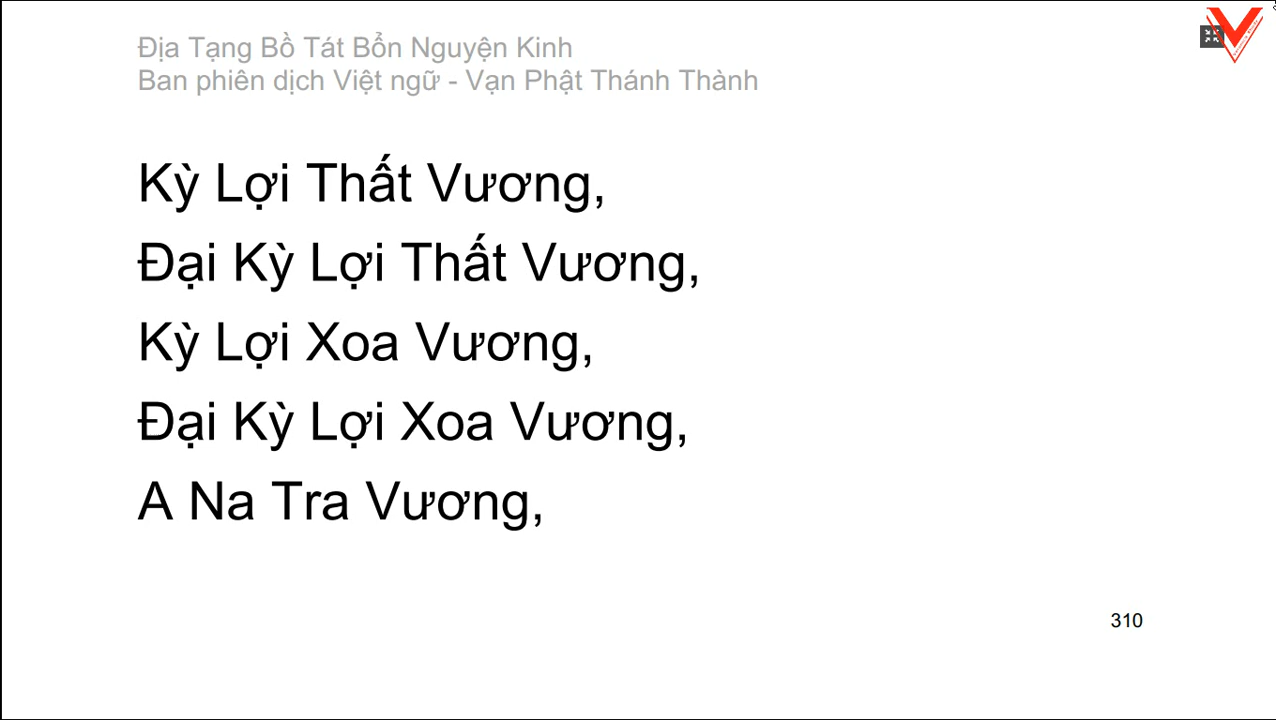 Địa Tạng Bồ Tát Bổn Nguyện Kinh
Ban phiên dịch Việt ngữ - Vạn Phật Thánh Thành
Kỳ Lợi Thất Vương,
Đại Kỳ Lợi Thất Vương,
Kỳ Lợi Xoa Vương,
Đại Kỳ Lợi Xoa Vương,
A Na Tra Vương,
310